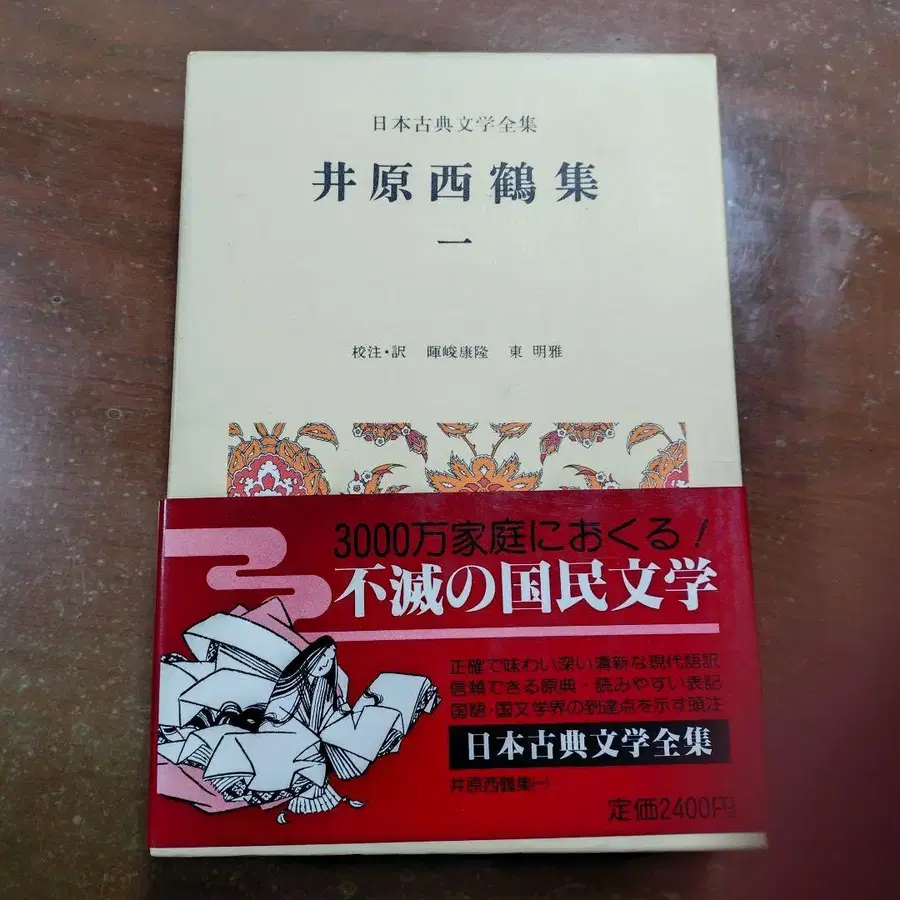 日本古典文学全集
井原西鶴集
一
校注・訳 暉峻康隆 東 明雅
3000万家庭におくる!
不滅の国民文学
正確で味わい深い清新な現代語訳
信頼できる原典・読みやすい表記
国語・国文学界の到達点を示す頭注
日本古典文学全集
井原西鶴集(一)
定価2400円